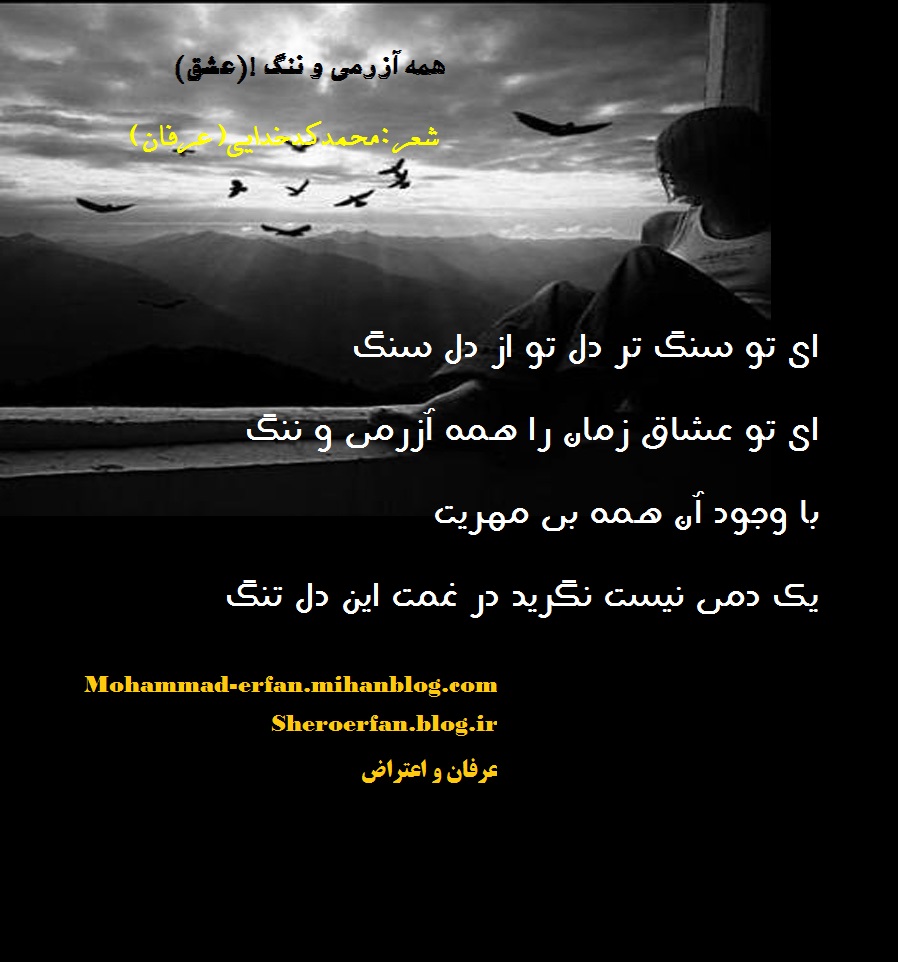 همه آزرمی و ننگ !(عشق)
شعر:محمدکدخدایی(عرفان)
ای تو سنگ تر دل تو از دل سنگ
ای تو عشاق زمان را همه آزرمی و ننگ
با وجود آن همه بی مهریت
یک دمی نیست نگرید در غمت این دل تنگ
Mohammad-erfan.mihanblog.com
Sheroerfan.blog.ir
عرفان و اعتراض